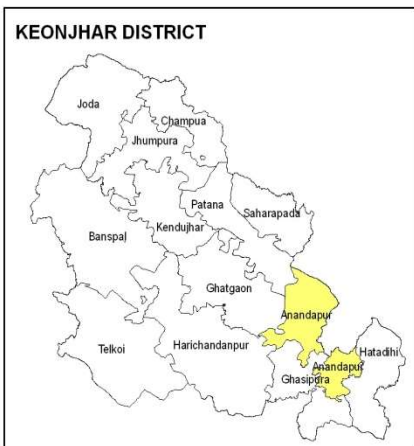 KEONJHAR DISTRICT
Joda
Champua
Jhumpura
Patana
Saharapada
Kendujhar
Banspal
Ghatgaon
Anandapur
Telkoi
Harichandanpur
Hatadihi
Anandapur
Ghasipura